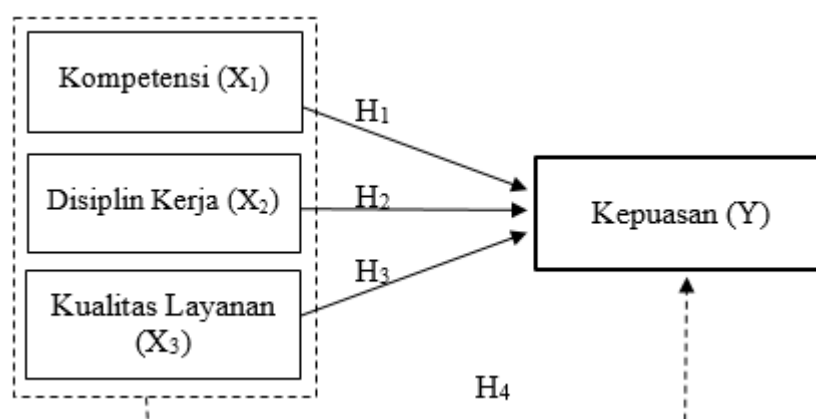 Kompetensi (X₁)
H₁
Disiplin Kerja (X₂)
H₂
Kepuasan (Y)
H₃
Kualitas Layanan
(X₃)
H₄